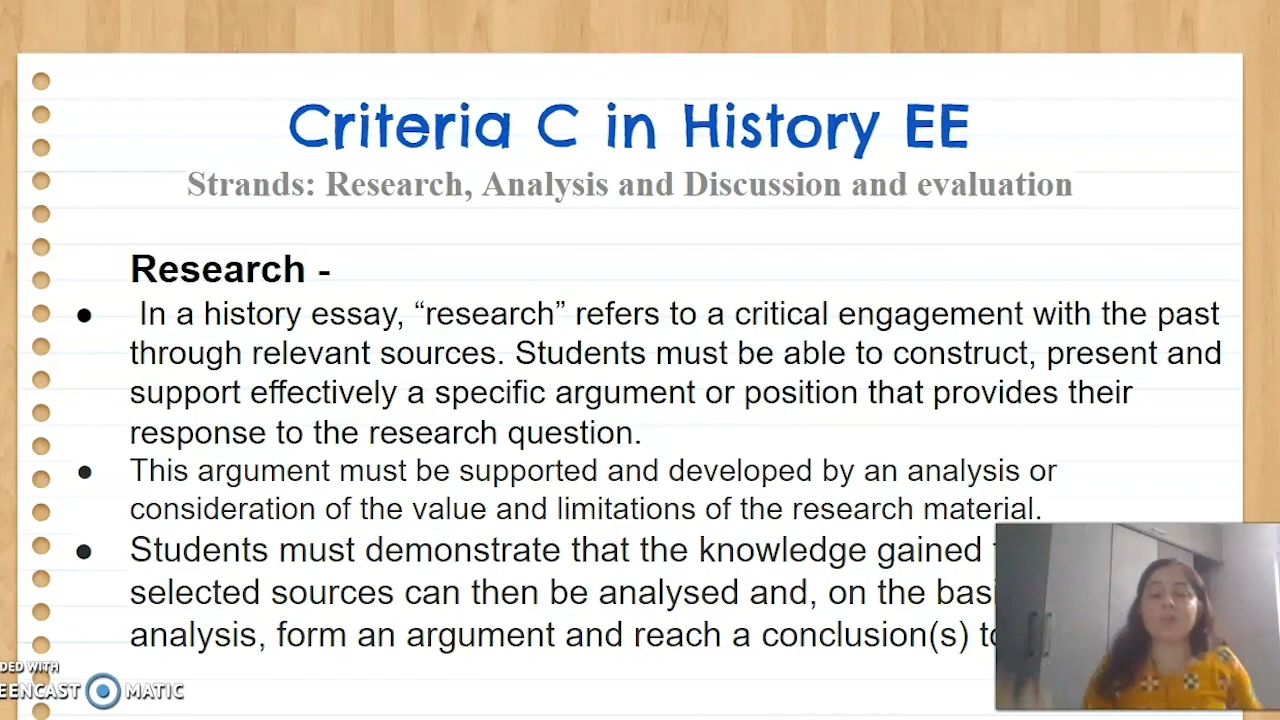 Criteria C in History EE
Strands: Research, Analysis and Discussion and evaluation
Research -
● In a history essay, “research” refers to a critical engagement with the past
through relevant sources. Students must be able to construct, present and
support effectively a specific argument or position that provides their
response to the research question.
● This argument must be supported and developed by an analysis or
consideration of the value and limitations of the research material.
● Students must demonstrate that the knowledge gained
selected sources can then be analysed and, on the
analysis, form an argument and reach a conclusion(s)
DED WITH
EENCAST MATIC